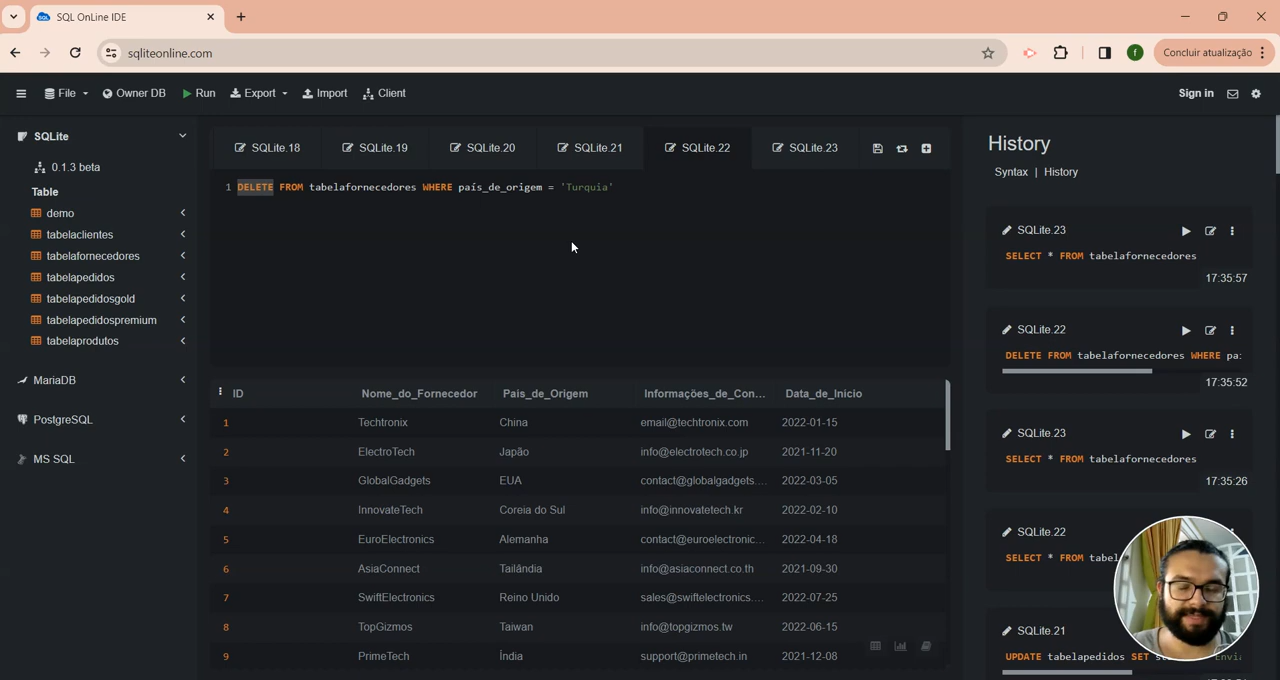 SQL OnLine IDE
sqliteonline.com
f
Concluir atualização
File
Owner DB
Run
Export
Import
Client
Sign in
SQLite
0.1.3 beta
Table
demo
tabelaclientes
tabelafornecedores
tabelapedidos
tabelapedidosgold
tabelapedidospremium
tabelaprodutos
MariaDB
PostgreSQL
MS SQL
SQLite.18
SQLite.19
SQLite.20
SQLite.21
SQLite.22
SQLite.23
1 DELETE FROM tabelafornecedores WHERE país_de_origem = 'Turquia'
ID Nome_do_Fornecedor País_de_Origem Informações_de_Con... Data_de_Inicio
1 Techtronix China email@techtronix.com 2022-01-15
2 ElectroTech Japão info@electrotech.co.jp 2021-11-20
3 GlobalGadgets EUA contact@globalgadgets.... 2022-03-05
4 InnovateTech Coreia do Sul info@innovatetech.kr 2022-02-10
5 EuroElectronics Alemanha contact@euroelectronic... 2022-04-18
6 AsiaConnect Tailândia info@asiaconnect.co.th 2021-09-30
7 SwiftElectronics Reino Unido sales@swiftelectronics.... 2022-07-25
8 TopGizmos Taiwan info@topgizmos.tw 2022-06-15
9 PrimeTech Índia support@primetech.in 2021-12-08
History
Syntax | History
SQLite.23
SELECT * FROM tabelafornecedores
17:35:57
SQLite.22
DELETE FROM tabelafornecedores WHERE pa:
17:35:52
SQLite.23
SELECT * FROM tabelafornecedores
17:35:26
SQLite.22
SELECT * FROM tabel
SQLite.21
UPDATE tabelapedidos SET